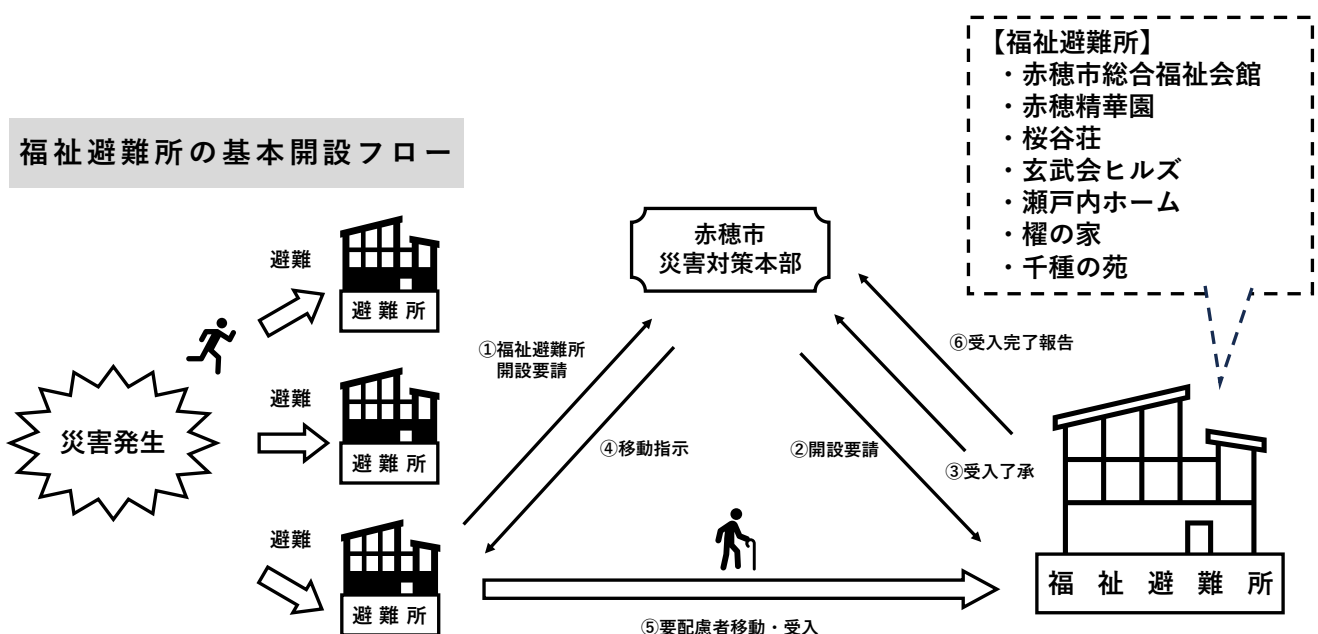 【福祉避難所】
・赤穂市総合福祉会館
・赤穂精華園
・桜谷荘
・玄武会ヒルズ
・瀬戸内ホーム
・櫂の家
・千種の苑
福祉避難所の基本開設フロー
災害発生
避難
避難所
避難
避難所
避難
避難所
赤穂市
災害対策本部
①福祉避難所
開設要請
④移動指示
②開設要請
③受入了承
⑥受入完了報告
⑤要配慮者移動・受入
福祉避難所